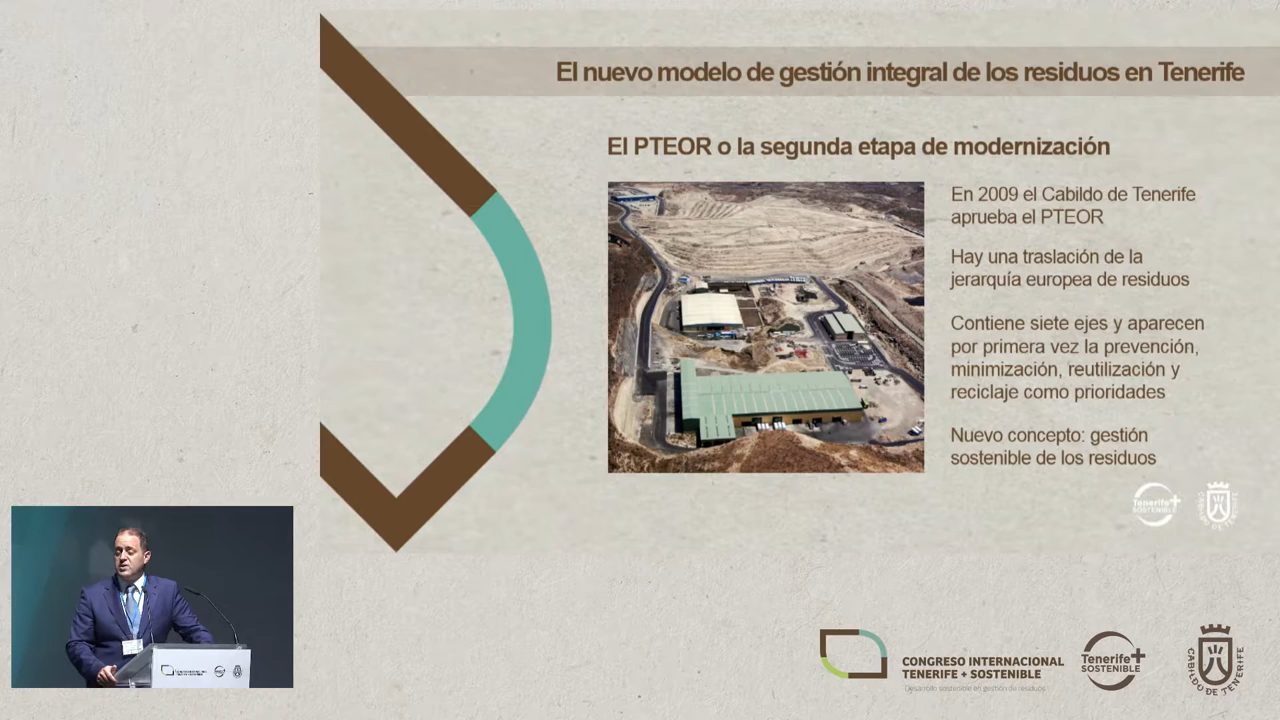 El nuevo modelo de gestión integral de los residuos en Tenerife
El PTEOR o la segunda etapa de modernización
En 2009 el Cabildo de Tenerife
aprueba el PTEOR
Hay una traslación de la
jerarquía europea de residuos
Contiene siete ejes y aparecen
por primera vez la prevención,
minimización, reutilización y
reciclaje como prioridades
Nuevo concepto: gestión
sostenible de los residuos
Tenerife+
SOSTENIBLE
CABILDO DE TENERIFE
CONGRESO INTERNACIONAL
TENERIFE + SOSTENIBLE
Desarrollo sostenible en gestión de residuos
Tenerife+
SOSTENIBLE
CABILDO DE TENERIFE